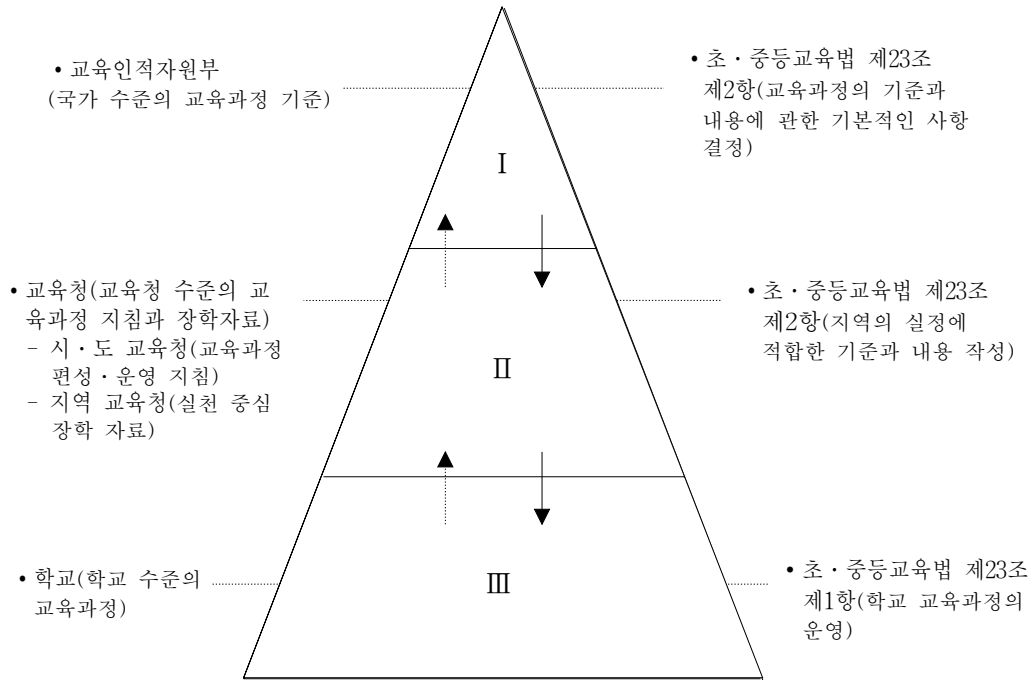 • 교육인적자원부
(국가 수준의 교육과정 기준)
• 초・중등교육법 제23조
제2항(교육과정의 기준과
내용에 관한 기본적인 사항
결정)
Ⅰ
• 교육청(교육청 수준의 교
육과정 지침과 장학자료)
- 시・도 교육청(교육과정
편성・운영 지침)
- 지역 교육청(실천 중심
장학 자료)
• 초・중등교육법 제23조
제2항(지역의 실정에
적합한 기준과 내용 작성)
Ⅱ
• 학교(학교 수준의
교육과정)
Ⅲ
• 초・중등교육법 제23조
제1항(학교 교육과정의
운영)